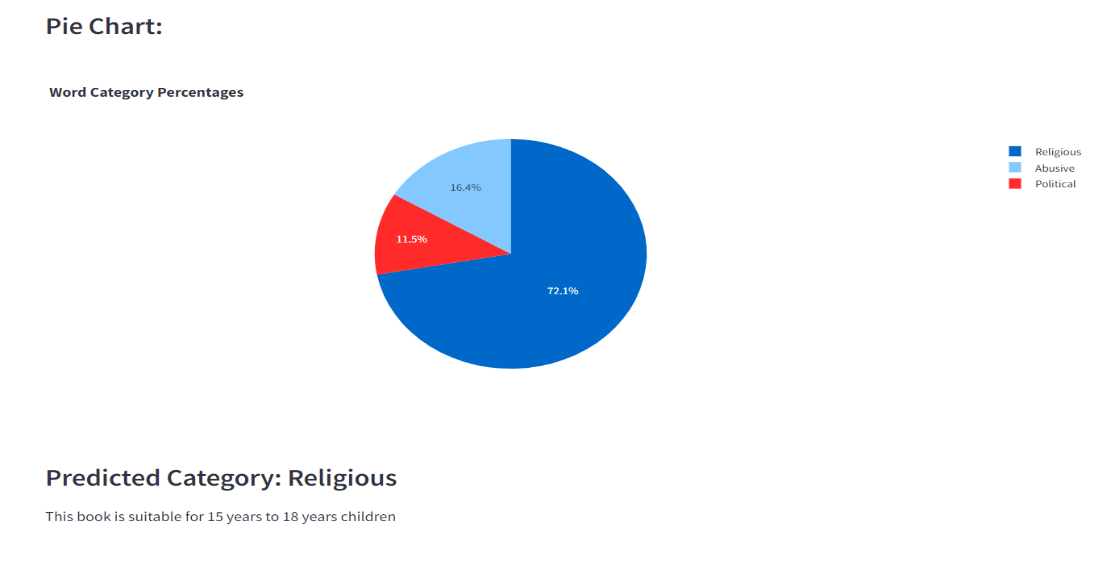 Pie Chart:
Word Category Percentages
Religious
Abusive
Political
16.4%
11.5%
72.1%
Predicted Category: Religious
This book is suitable for 15 years to 18 years children